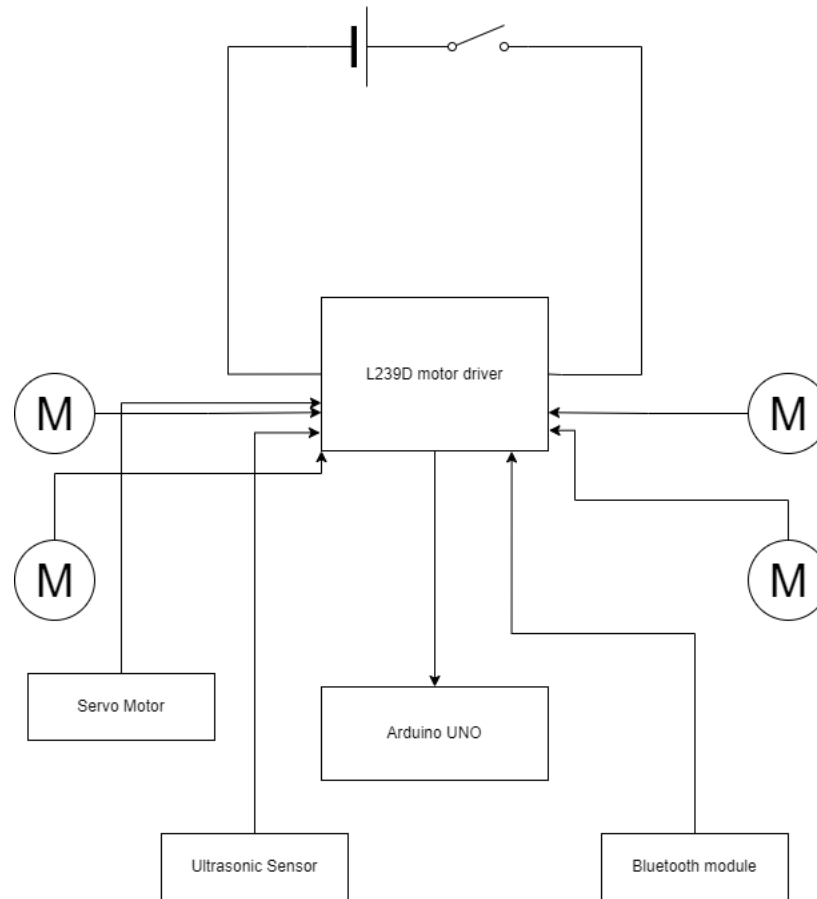 L239D motor driver
M
M
M
M
Servo Motor
Arduino UNO
Ultrasonic Sensor
Bluetooth module